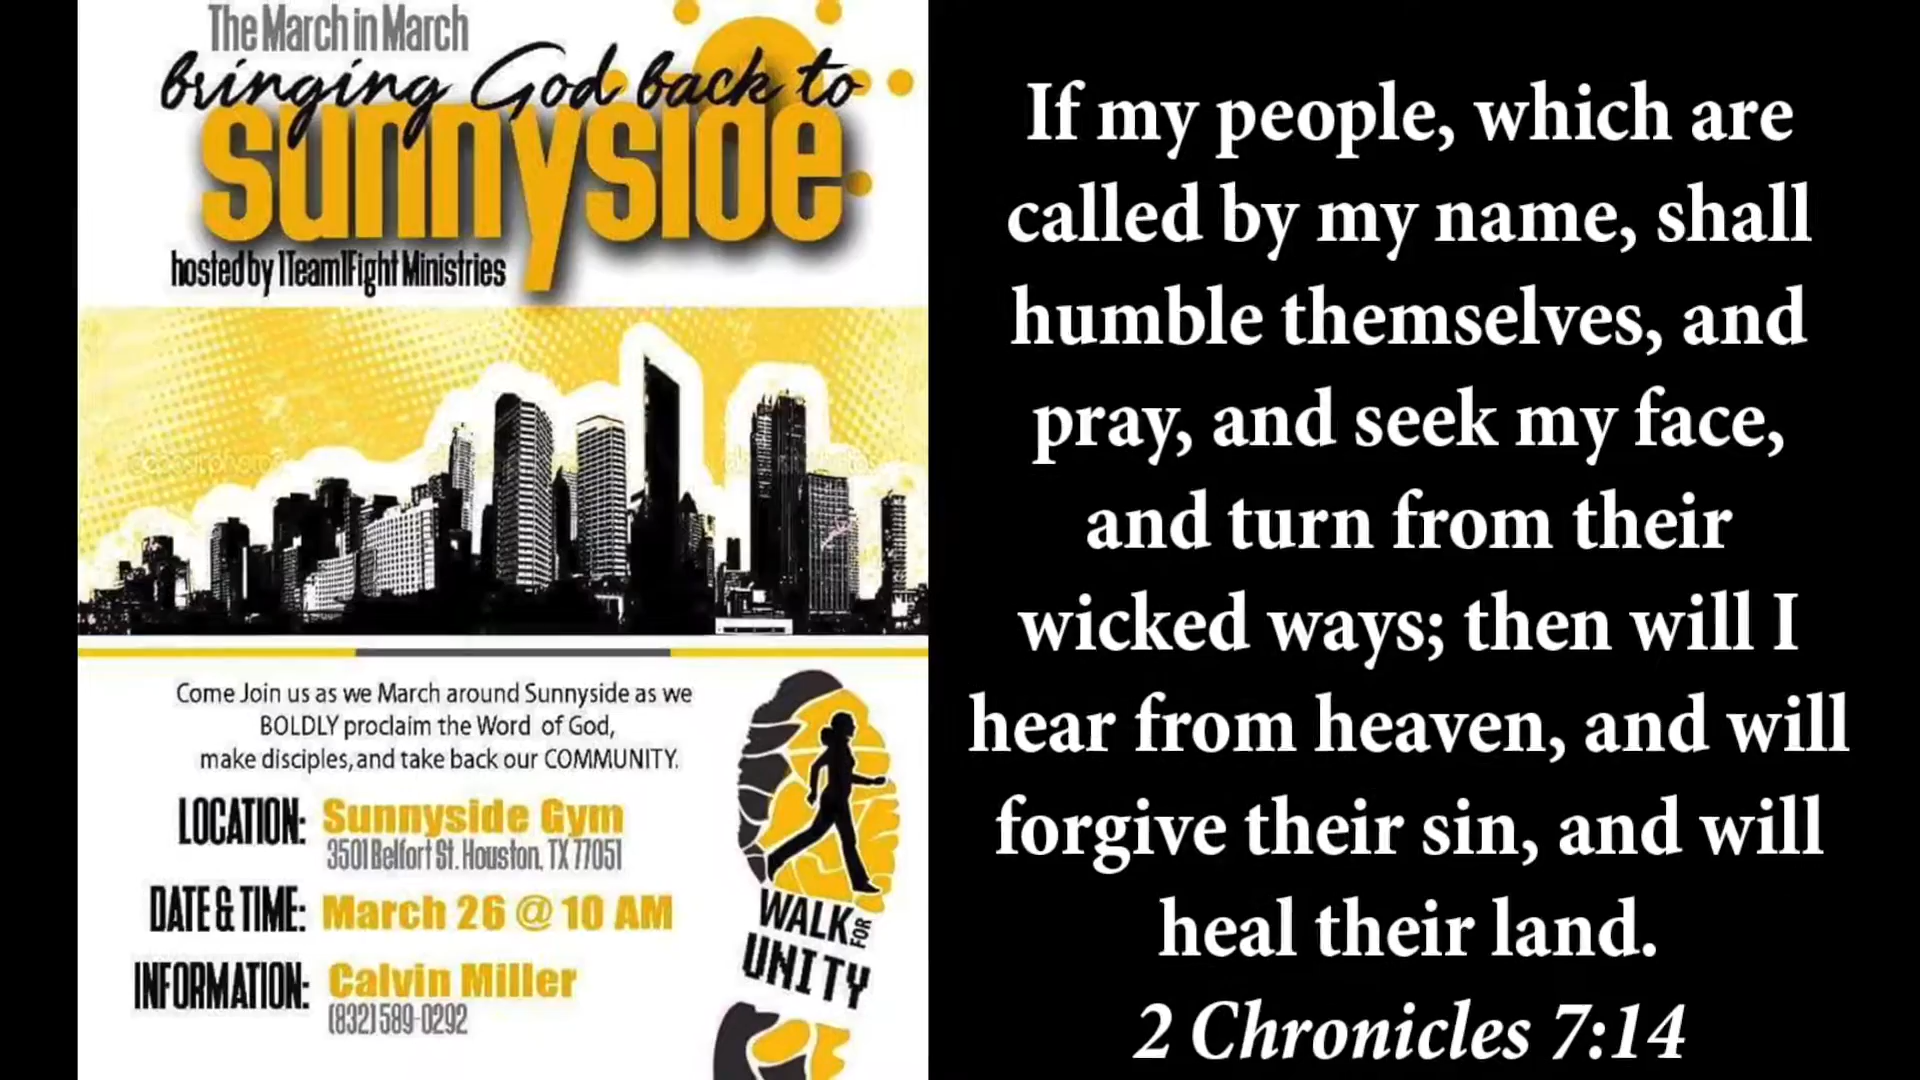 The March in March
bringing God back to
sunnyside
hosted by 1Team1Fight Ministries
Come Join us as we March around Sunnyside as we
BOLDLY proclaim the Word of God,
make disciples, and take back our COMMUNITY.
LOCATION: Sunnyside Gym
3501 Belfort St. Houston, TX 77051
DATE & TIME: March 26 @ 10 AM
INFORMATION: Calvin Miller
(832) 589-0292
WALK FOR
UNITY
If my people, which are
called by my name, shall
humble themselves, and
pray, and seek my face,
and turn from their
wicked ways; then will I
hear from heaven, and will
forgive their sin, and will
heal their land.
2 Chronicles 7:14